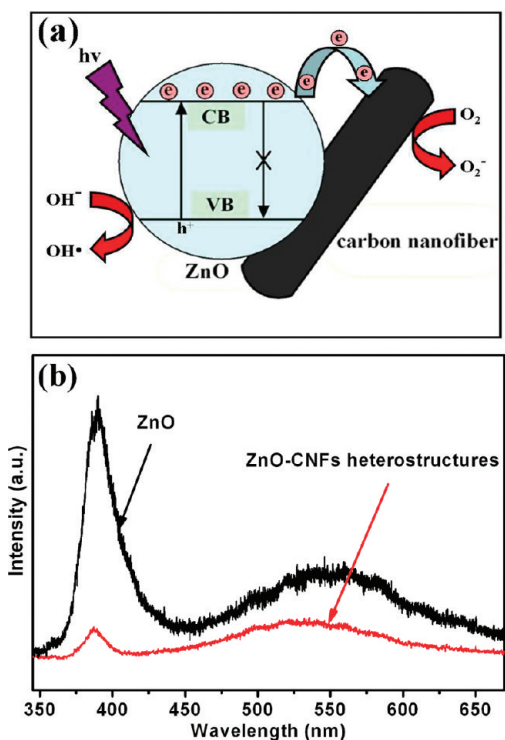 (a)
hν
e e e e e e e
CB
VB
h⁺
OH⁻
OH•
ZnO
O₂
O₂⁻
carbon nanofiber
(b)
ZnO
ZnO-CNFs heterostructures
Intensity (a.u.)
350 400 450 500 550 600 650
Wavelength (nm)